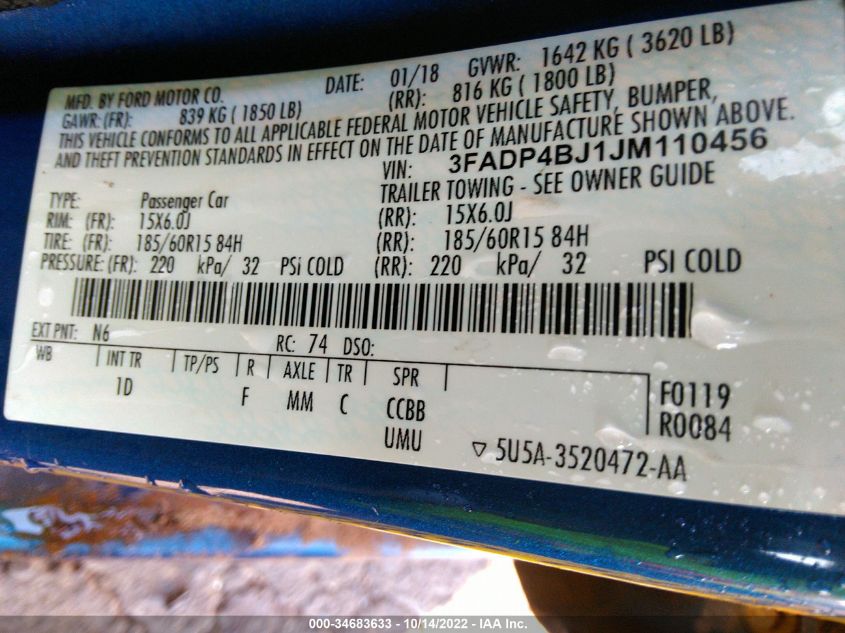 MFD. BY FORD MOTOR CO. DATE: 01/18 GVWR: 1642 KG ( 3620 LB)
GAWR: (FR): 839 KG ( 1850 LB) (RR): 816 KG ( 1800 LB)
THIS VEHICLE CONFORMS TO ALL APPLICABLE FEDERAL MOTOR VEHICLE SAFETY, BUMPER,
AND THEFT PREVENTION STANDARDS IN EFFECT ON THE DATE OF MANUFACTURE SHOWN ABOVE.
VIN: 3FADP4BJ1JM110456
TRAILER TOWING - SEE OWNER GUIDE
TYPE: Passenger Car
RIM: (FR): 15X6.0J (RR): 15X6.0J
TIRE: (FR): 185/60R15 84H (RR): 185/60R15 84H
PRESSURE: (FR): 220 kPa/ 32 PSi COLD (RR): 220 kPa/ 32 PSI COLD
EXT PNT: N6 RC: 74 DSO:
WB INT TR TP/PS R AXLE TR SPR
1D F MM C CCBB F0119
UMU R0084
▽ 5U5A-3520472-AA
000-34683633 - 10/14/2022 - IAA Inc.